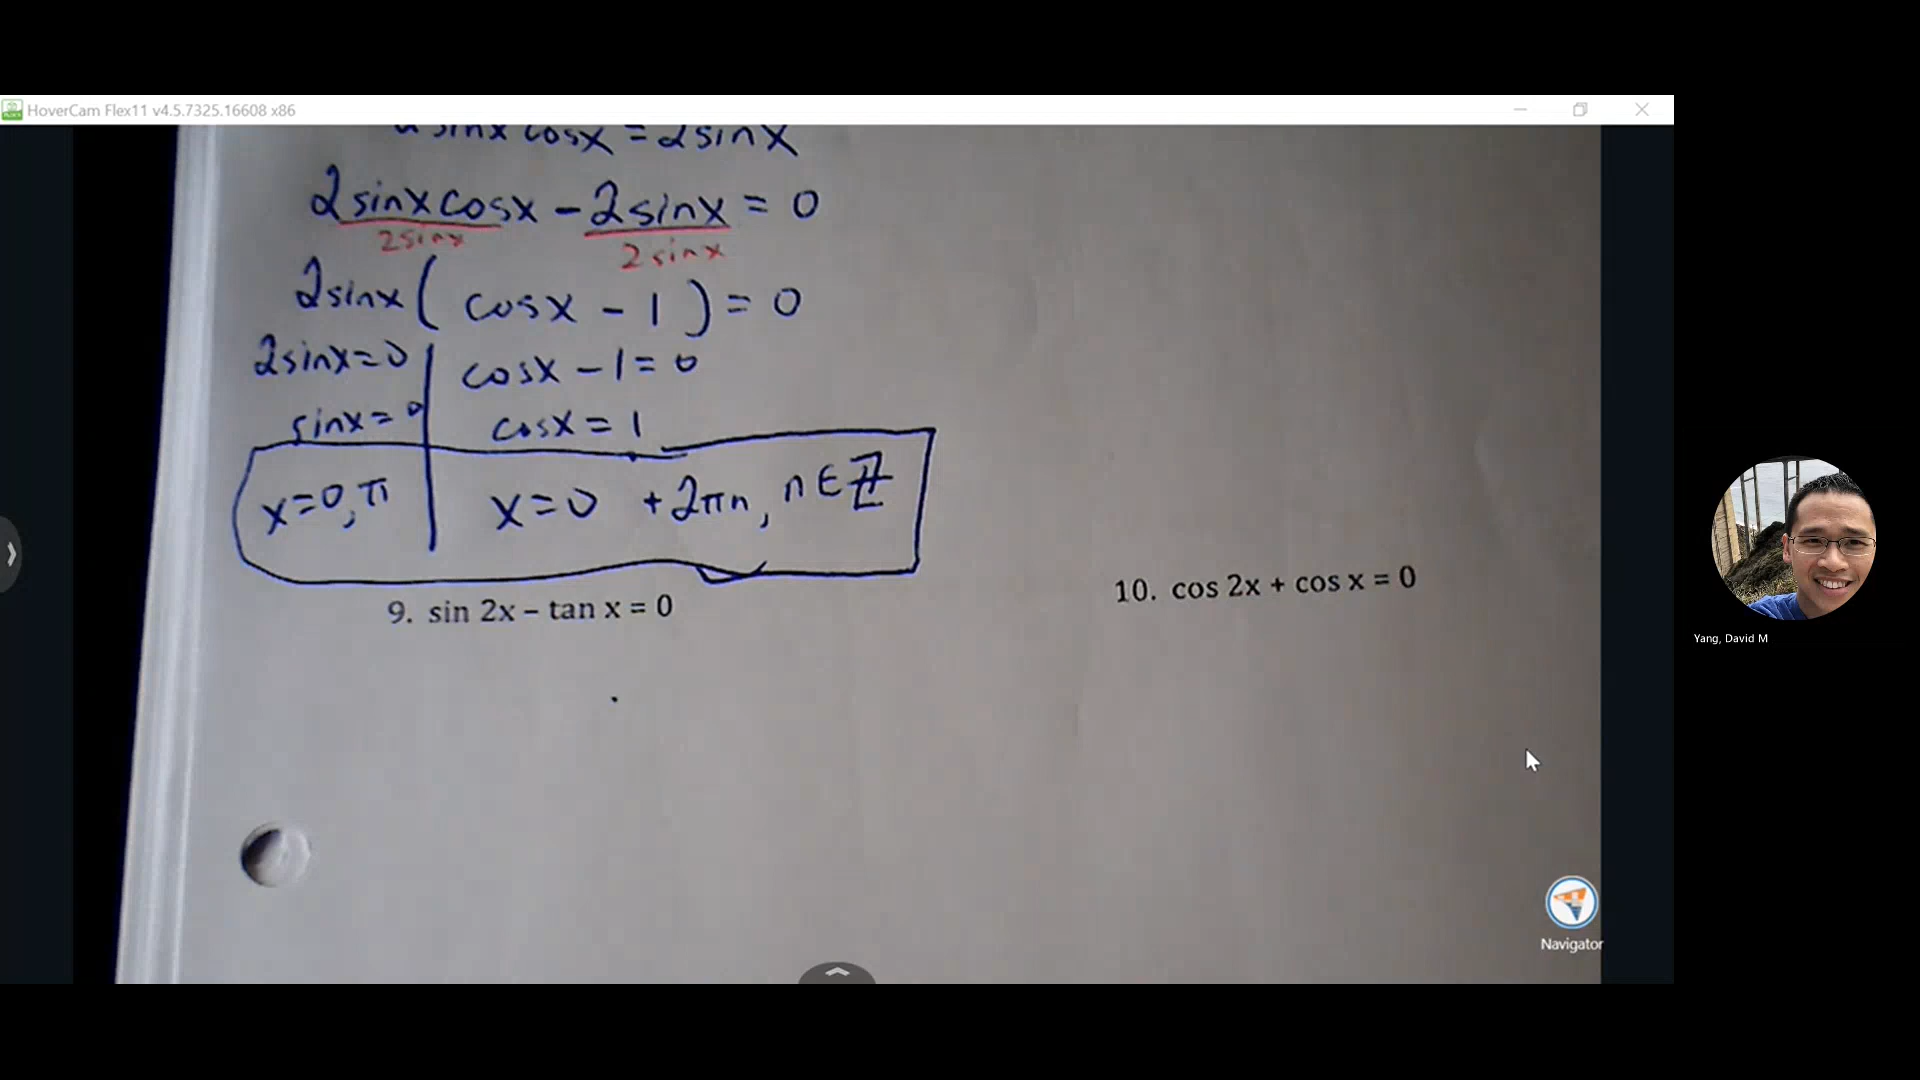 HoverCam Flex11 v4.5.7325.16608 x86
sinx cosx = 2sinx
2sinxcosx - 2sinx = 0
2sinx 2sinx
2sinx ( cosx - 1 ) = 0
2sinx=0 cosx - 1 = 0
sinx=0 cosx = 1
x=0,π x=0 +2πn, n∈ℤ
9. sin 2x – tan x = 0
10. cos 2x + cos x = 0
Yang, David M
Navigator